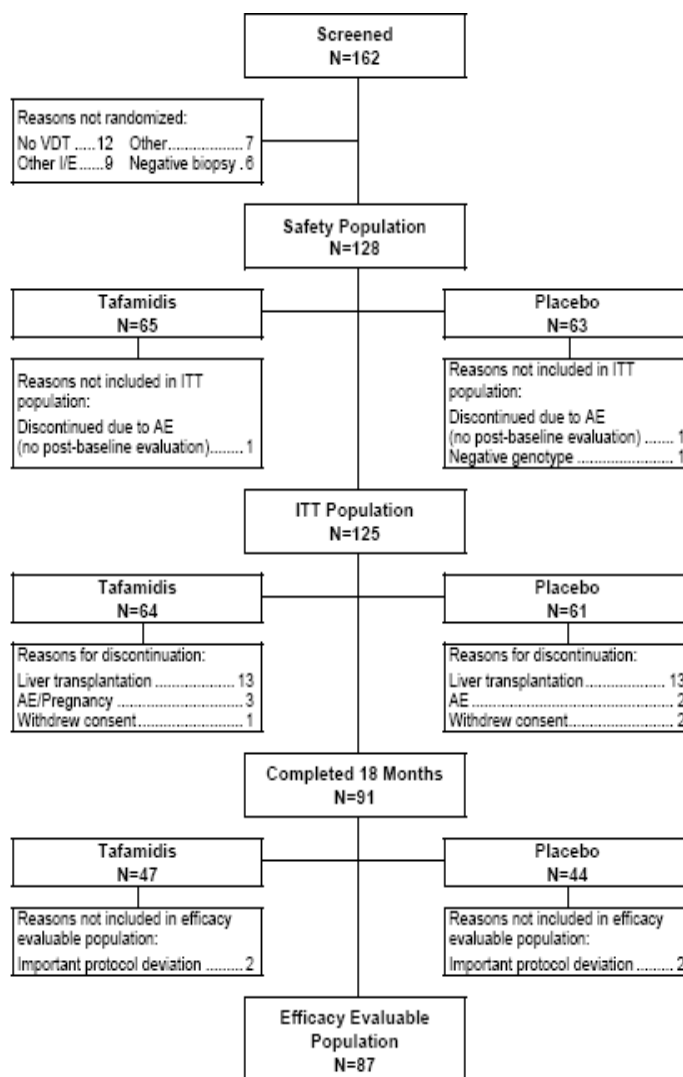 Screened
N=162
Reasons not randomized:
No VDT .....12 Other...................7
Other I/E......9 Negative biopsy .6
Safety Population
N=128
Tafamidis
N=65
Placebo
N=63
Reasons not included in ITT
population:
Discontinued due to AE
(no post-baseline evaluation)........ 1
Reasons not included in ITT
population:
Discontinued due to AE
(no post-baseline evaluation) ...... 1
Negative genotype ........................ 1
ITT Population
N=125
Tafamidis
N=64
Placebo
N=61
Reasons for discontinuation:
Liver transplantation ................... 13
AE/Pregnancy ................................ 3
Withdrew consent .......................... 1
Reasons for discontinuation:
Liver transplantation ................... 13
AE ................................................. 2
Withdrew consent .......................... 2
Completed 18 Months
N=91
Tafamidis
N=47
Placebo
N=44
Reasons not included in efficacy
evaluable population:
Important protocol deviation ......... 2
Reasons not included in efficacy
evaluable population:
Important protocol deviation ......... 2
Efficacy Evaluable
Population
N=87